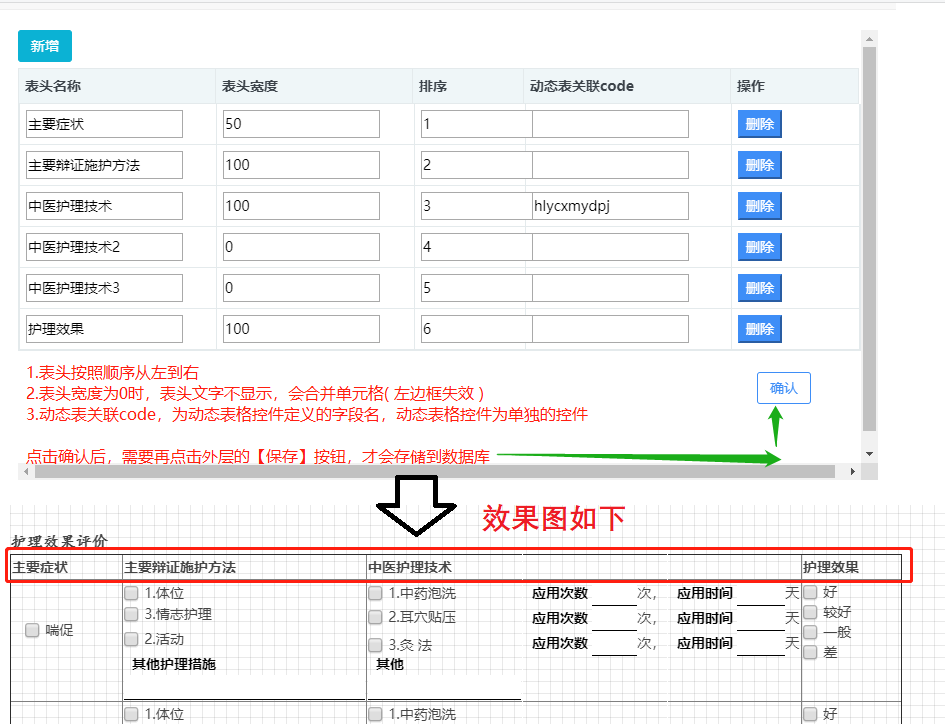 新增
表头名称 表头宽度 排序 动态表关联code 操作
主要症状 50 1 删除
主要辩证施护方法 100 2 删除
中医护理技术 100 3 hlycxmydpj 删除
中医护理技术2 0 4 删除
中医护理技术3 0 5 删除
护理效果 100 6 删除
1.表头按照顺序从左到右
2.表头宽度为0时，表头文字不显示，会合并单元格( 左边框失效 )
确认
3.动态表关联code，为动态表格控件定义的字段名，动态表格控件为单独的控件
点击确认后，需要再点击外层的【保存】按钮，才会存储到数据库
效果图如下
护理效果评价
主要症状 主要辩证施护方法 中医护理技术 护理效果
1.体位 1.中药泡洗 应用次数 次， 应用时间 天 好
3.情志护理 2.耳穴贴压 应用次数 次， 应用时间 天 较好
喘促 一般
2.活动 3.灸 法 应用次数 次， 应用时间 天 差
其他护理措施 其他
1.体位 1.中药泡洗 好